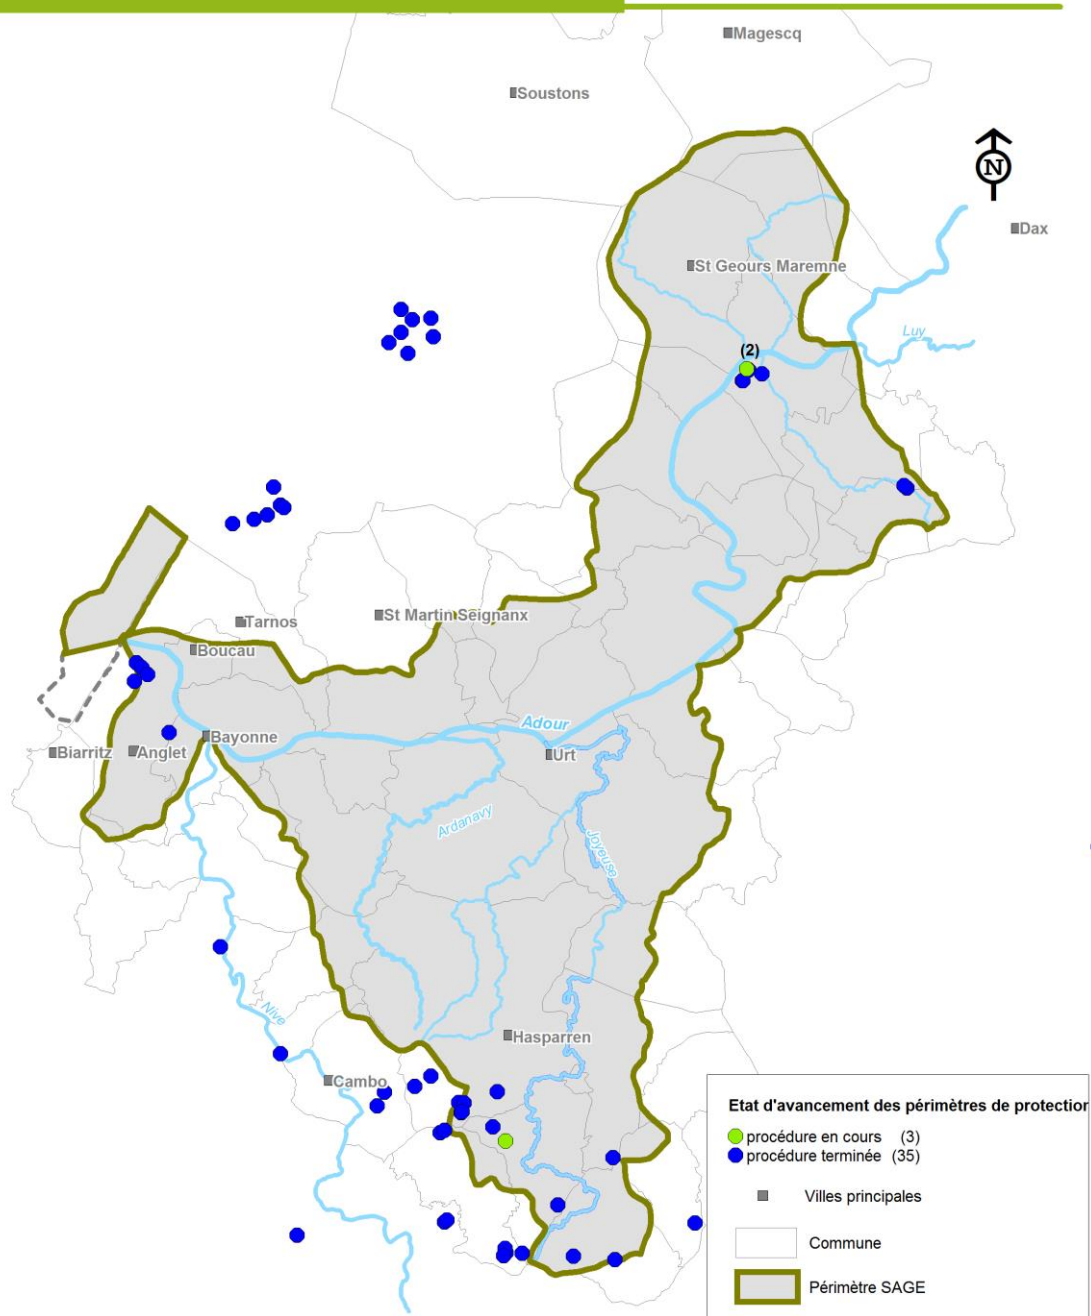 Magescq
Soustons
N
Dax
St Geours Maremne
Luy
(2)
St Martin Seignanx
Tarnos
Boucau
Adour
Bayonne
Biarritz
Anglet
Urt
Ardanavy
Joyeuse
Nive
Hasparren
Cambo
Etat d'avancement des périmètres de protection
procédure en cours (3)
procédure terminée (35)
Villes principales
Commune
Périmètre SAGE